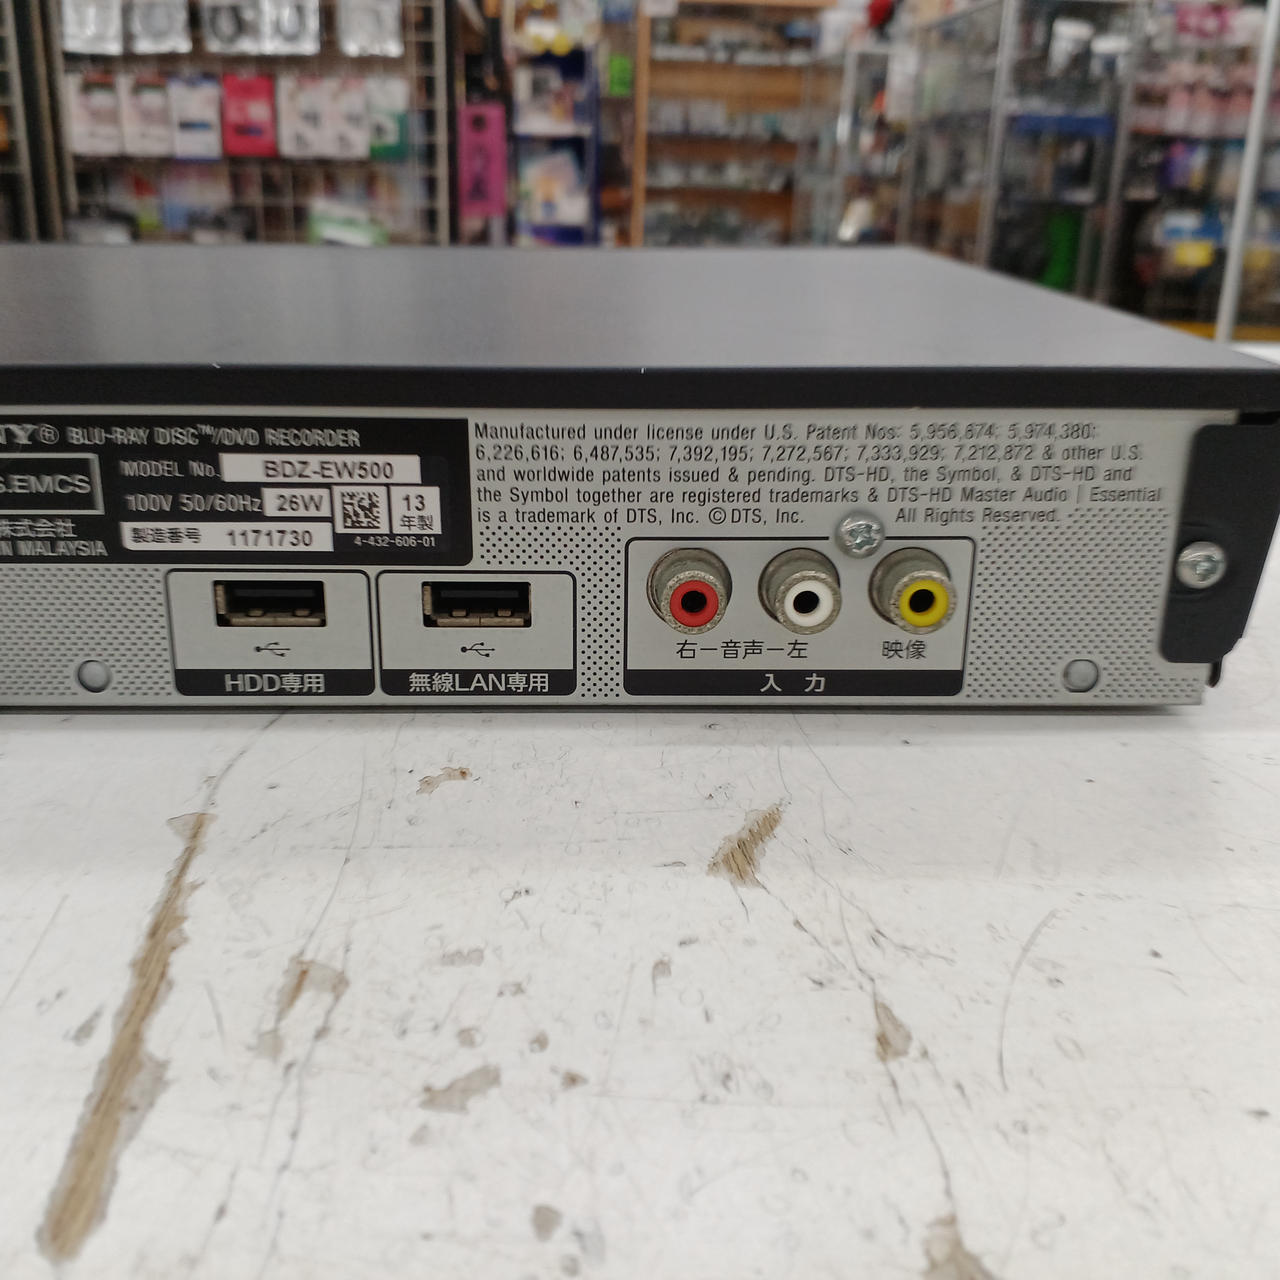 BLU-RAY DISC™/DVD RECORDER
MODEL No. BDZ-EW500
S.EMCS
100V 50/60Hz 26W
13
年製
株式会社
IN MALAYSIA
製造番号 1171730
4-432-606-01
Manufactured under license under U.S. Patent Nos: 5,956,674; 5,974,380;
6,226,616; 6,487,535; 7,392,195; 7,272,567; 7,333,929; 7,212,872 & other U.S.
and worldwide patents issued & pending. DTS-HD, the Symbol, & DTS-HD and
the Symbol together are registered trademarks & DTS-HD Master Audio | Essential
is a trademark of DTS, Inc. ©DTS, Inc. All Rights Reserved.
HDD専用
無線LAN専用
右ー音声ー左
映像
入 力